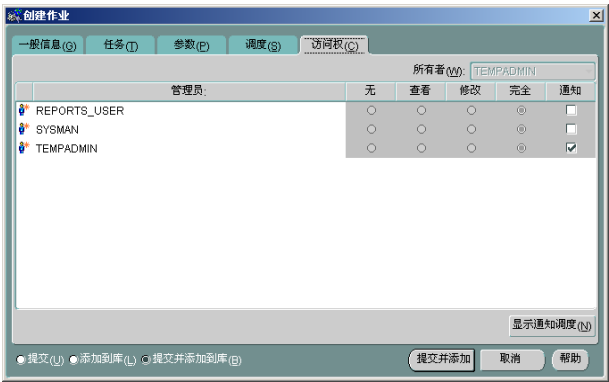 创建作业
一般信息(G) 任务(T) 参数(P) 调度(S) 访问权(C)
所有者(W): TEMPADMIN
管理员: 无 查看 修改 完全 通知
REPORTS_USER
SYSMAN
TEMPADMIN
显示通知调度(N)
提交(U) 添加到库(L) 提交并添加到库(B)
提交并添加 取消 帮助